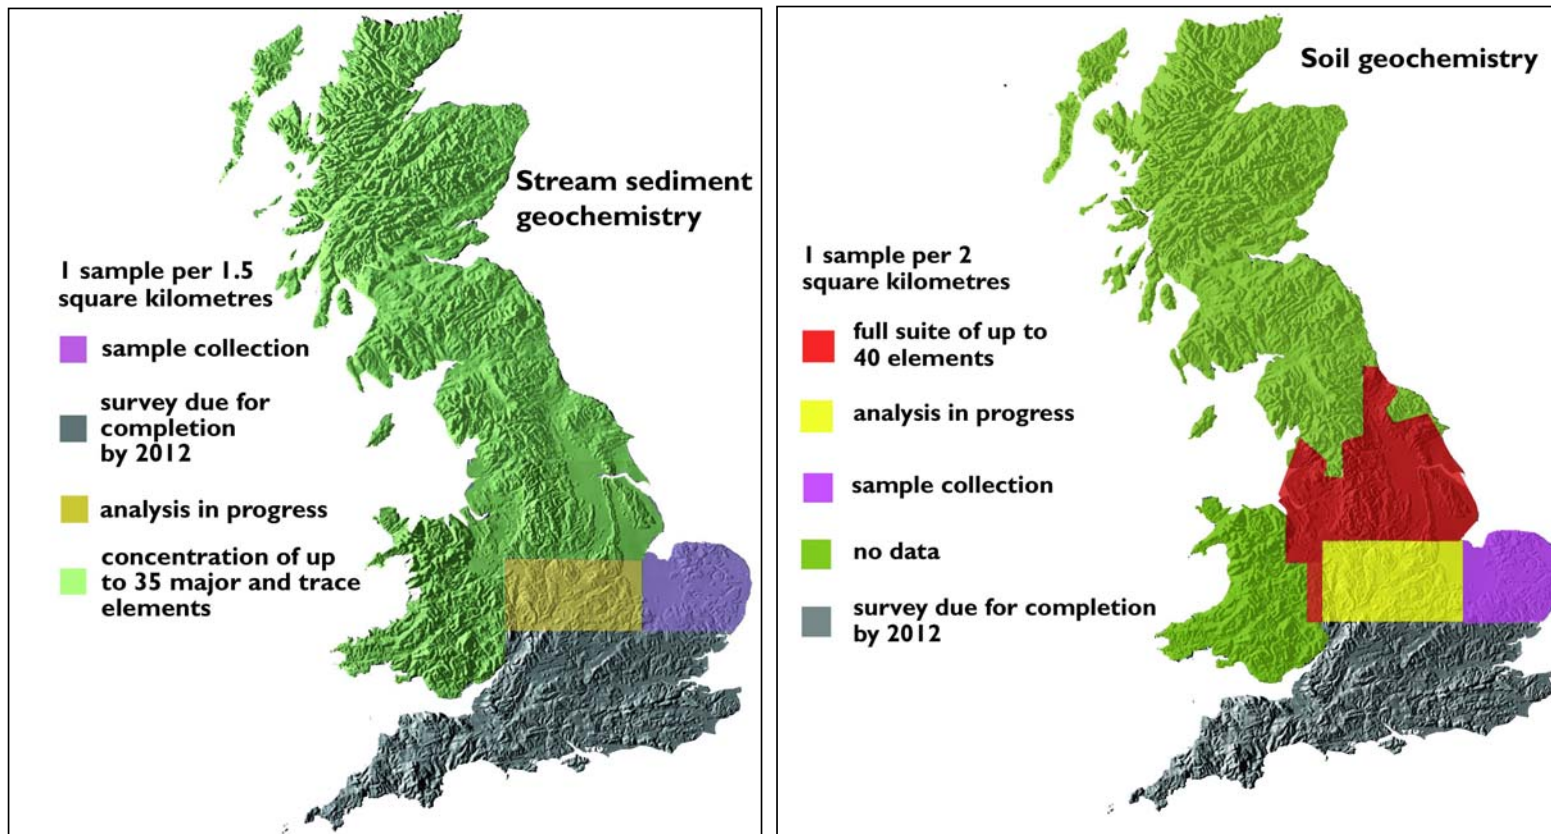 Stream sediment
geochemistry
1 sample per 1.5
square kilometres
sample collection
survey due for
completion
by 2012
analysis in progress
concentration of up
to 35 major and trace
elements
Soil geochemistry
1 sample per 2
square kilometres
full suite of up to
40 elements
analysis in progress
sample collection
no data
survey due for completion
by 2012